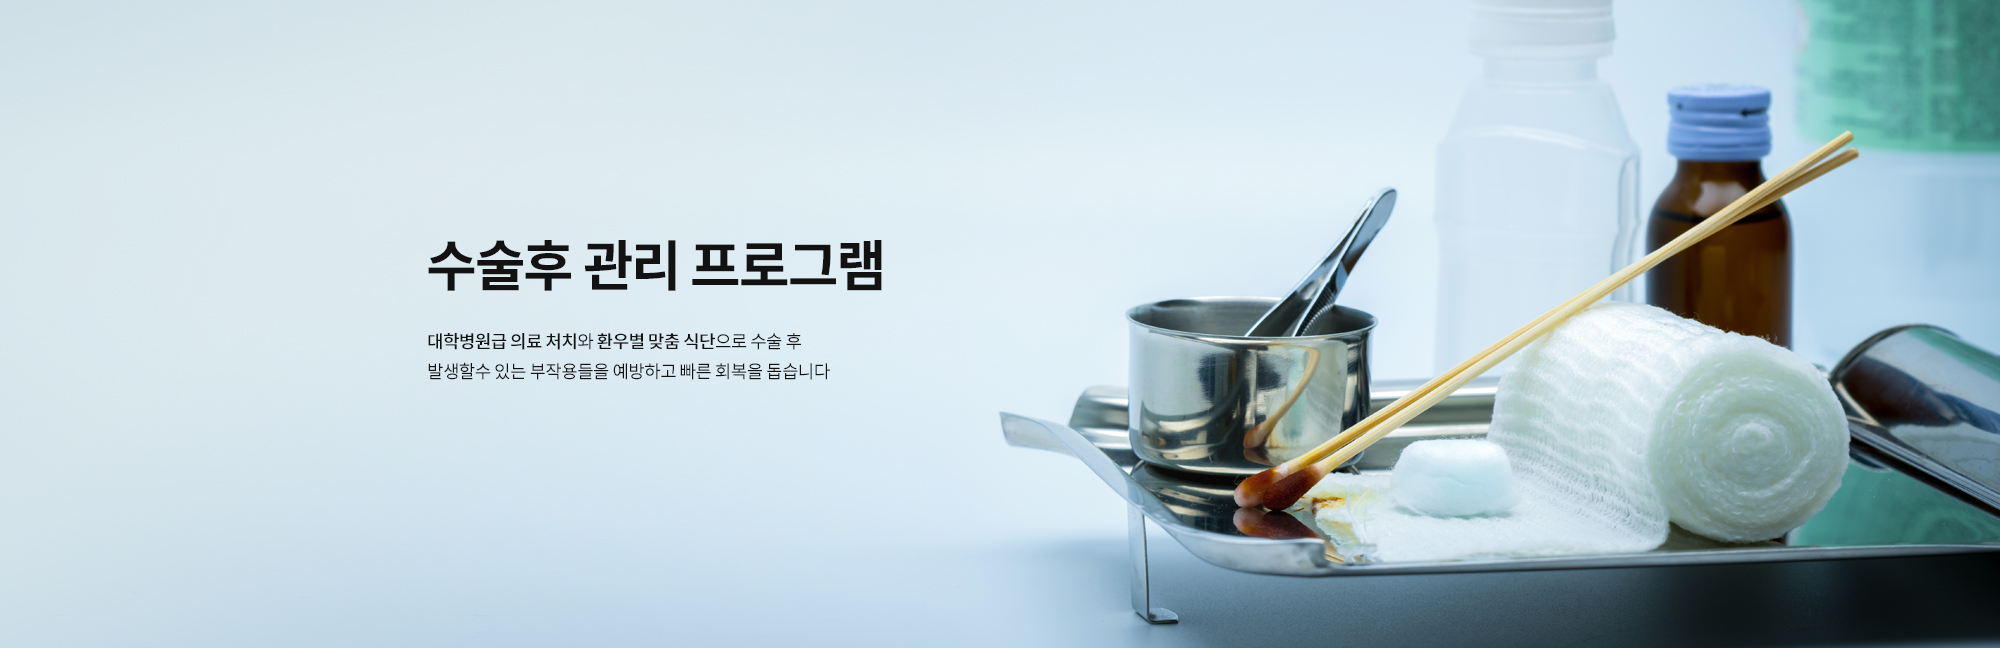 수술후 관리 프로그램
대학병원급 의료 처치와 환우별 맞춤 식단으로 수술 후
발생할수 있는 부작용들을 예방하고 빠른 회복을 돕습니다